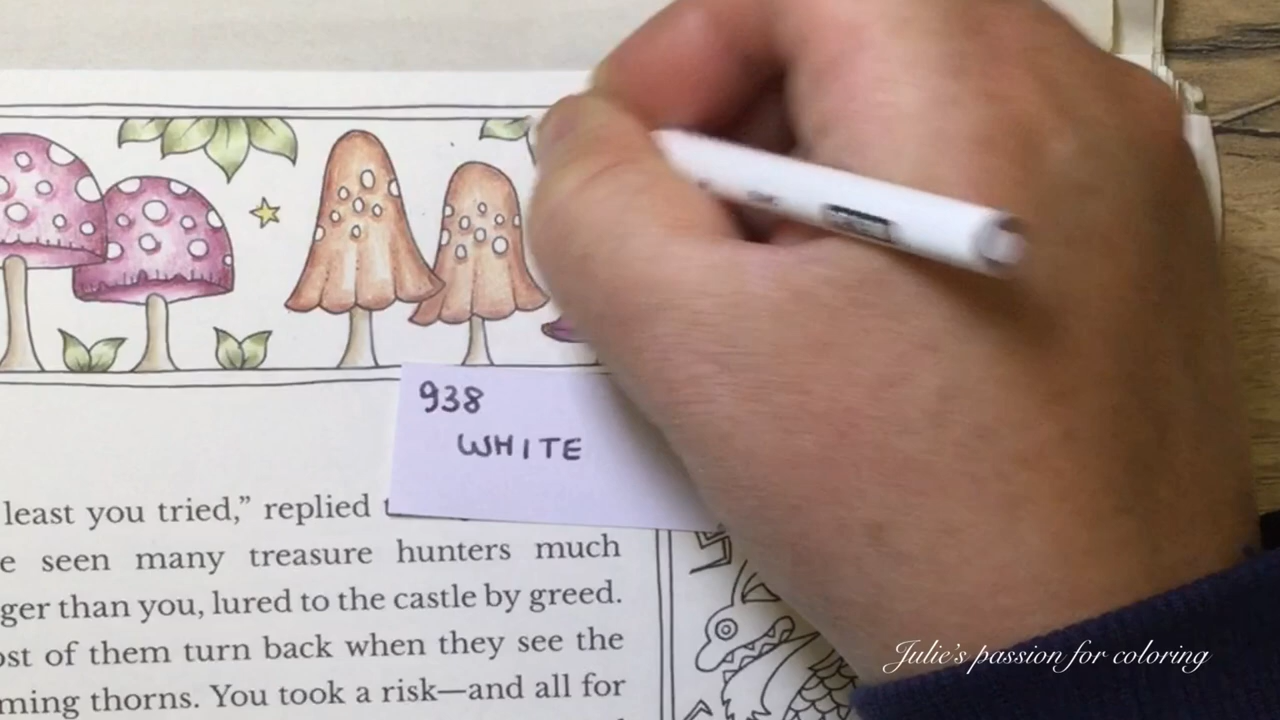 938
WHITE
least you tried,” replied
e seen many treasure hunters much
ger than you, lured to the castle by greed.
ost of them turn back when they see the
ming thorns. You took a risk—and all for
Julie's passion for coloring